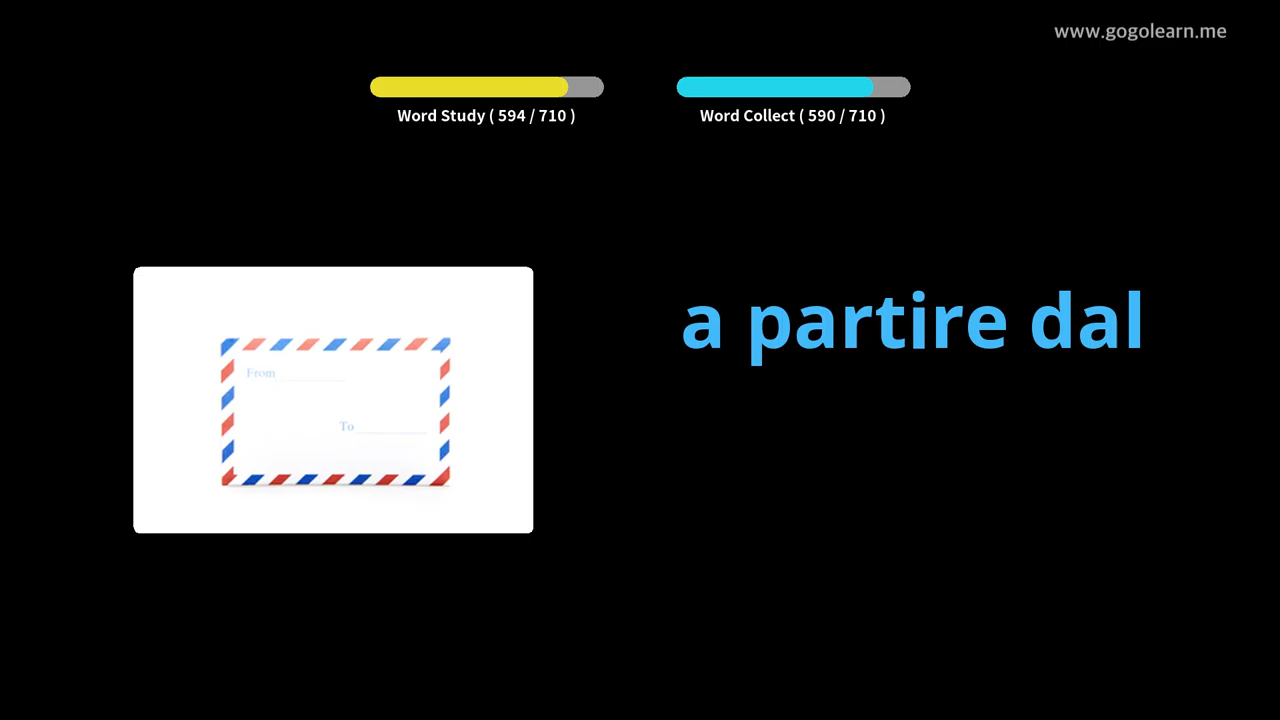 www.gogolearn.me
Word Study ( 594 / 710 )
Word Collect ( 590 / 710 )
a partire dal
From
To